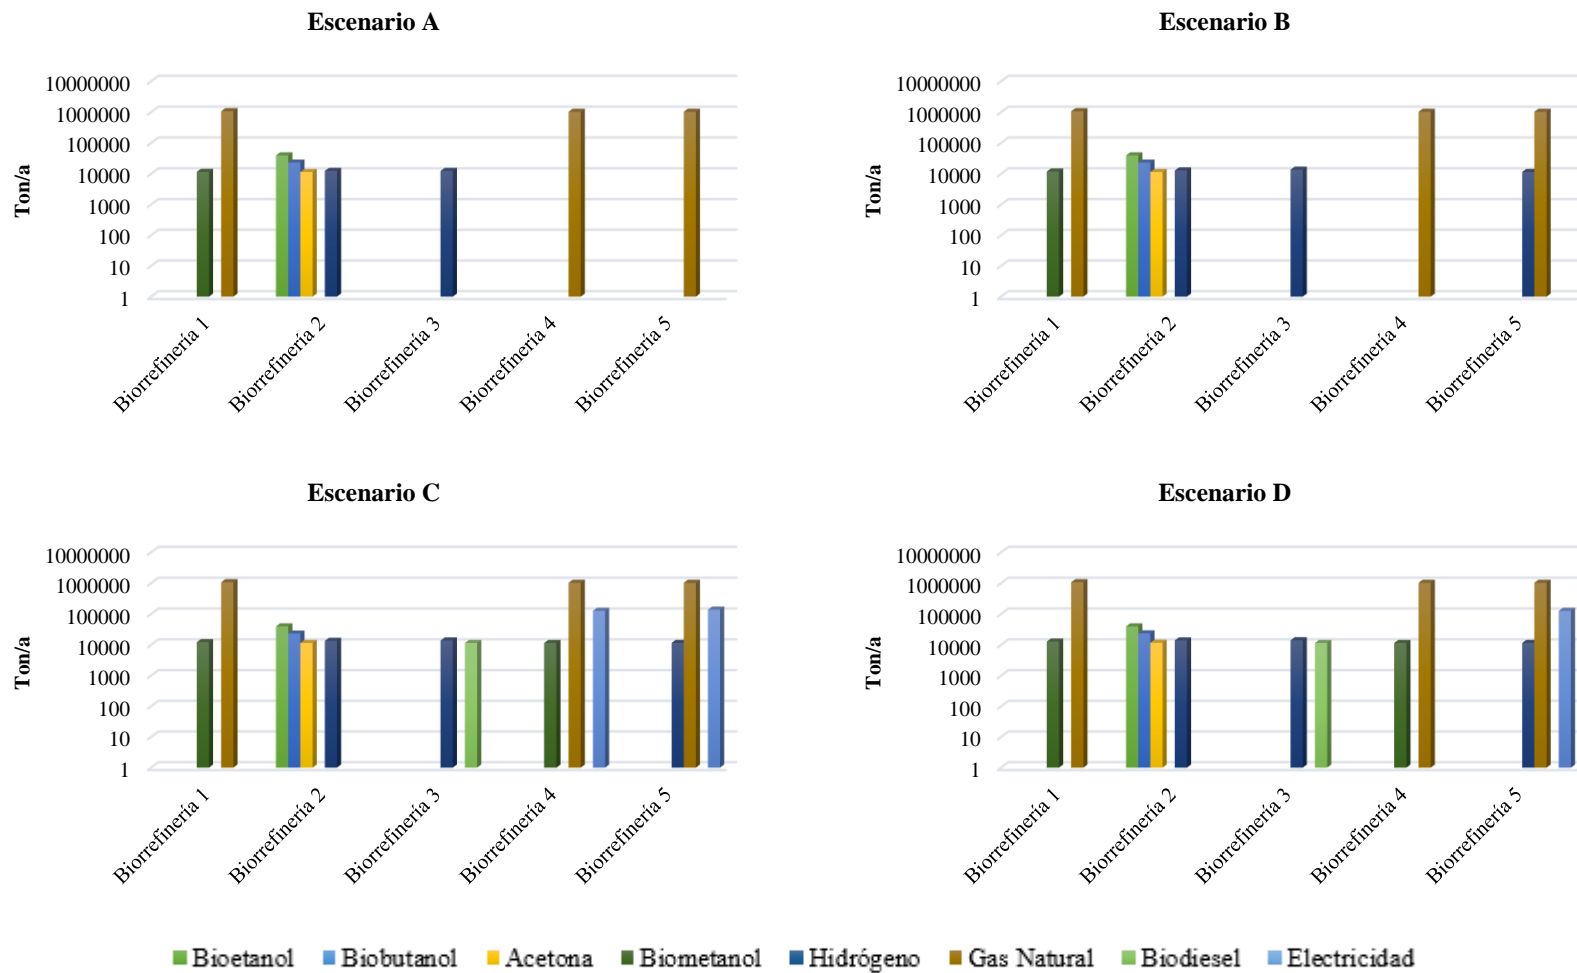 Escenario A
Ton/a
10000000
1000000
100000
10000
1000
100
10
1
Biorrefinería 1
Biorrefinería 2
Biorrefinería 3
Biorrefinería 4
Biorrefinería 5
Escenario B
Ton/a
10000000
1000000
100000
10000
1000
100
10
1
Biorrefinería 1
Biorrefinería 2
Biorrefinería 3
Biorrefinería 4
Biorrefinería 5
Escenario C
Ton/a
10000000
1000000
100000
10000
1000
100
10
1
Biorrefinería 1
Biorrefinería 2
Biorrefinería 3
Biorrefinería 4
Biorrefinería 5
Escenario D
Ton/a
10000000
1000000
100000
10000
1000
100
10
1
Biorrefinería 1
Biorrefinería 2
Biorrefinería 3
Biorrefinería 4
Biorrefinería 5
Bioetanol Biobutanol Acetona Biometanol Hidrógeno Gas Natural Biodiesel Electricidad